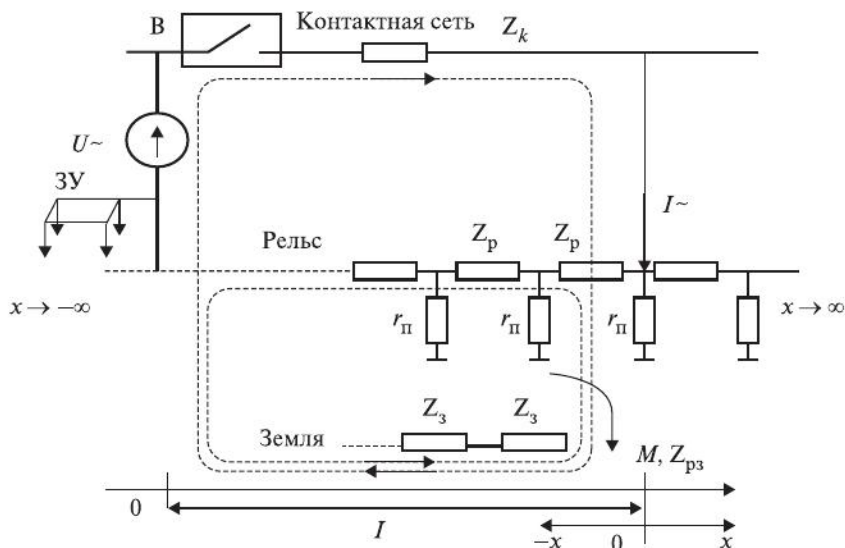 В
Контактная сеть
Z_k
U~
ЗУ
I~
Рельс
Z_р
Z_р
x → −∞
r_п
r_п
r_п
x → ∞
Z_з
Z_з
Земля
M, Z_рз
0
I
−x
0
x